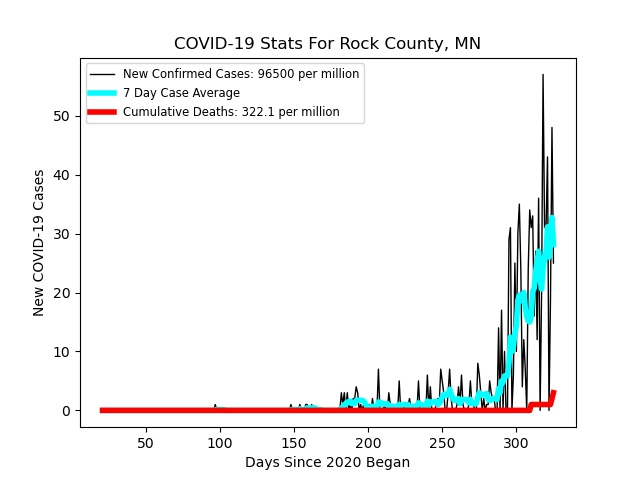 COVID-19 Stats For Rock County, MN
New Confirmed Cases: 96500 per million
7 Day Case Average
Cumulative Deaths: 322.1 per million
New COVID-19 Cases
50
40
30
20
10
0
50 100 150 200 250 300
Days Since 2020 Began